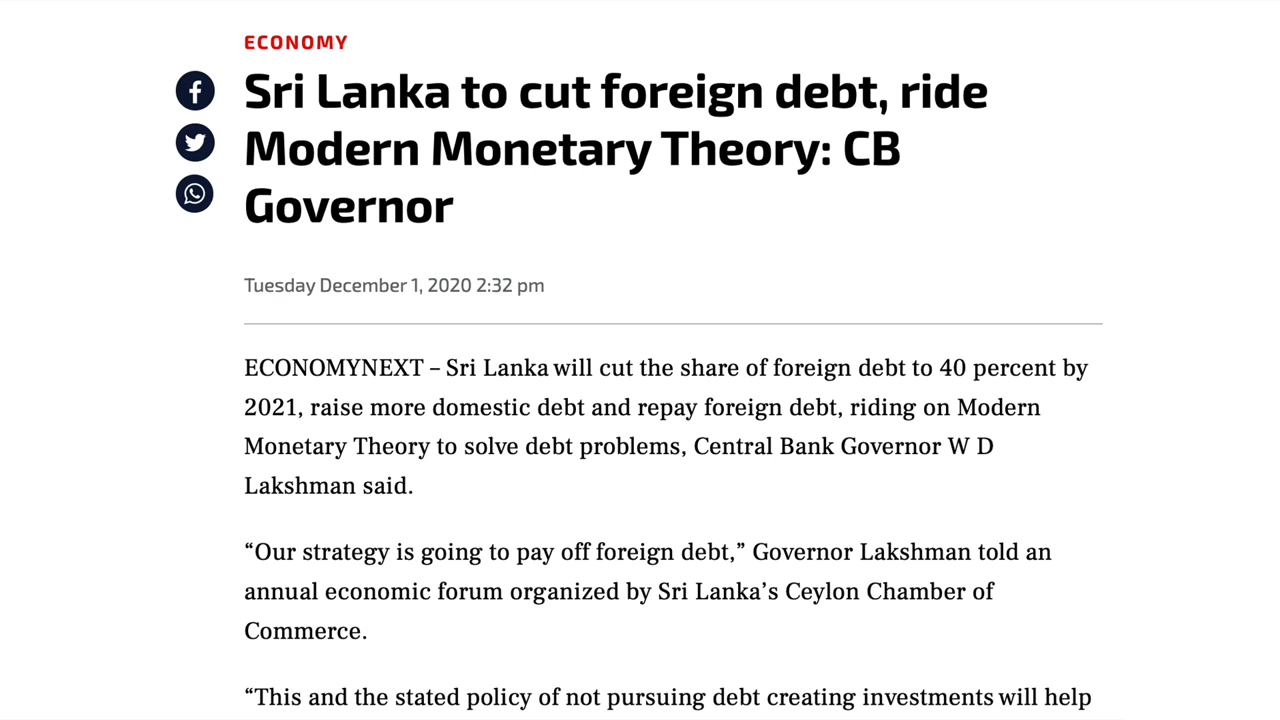 ECONOMY
Sri Lanka to cut foreign debt, ride
Modern Monetary Theory: CB
Governor
Tuesday December 1, 2020 2:32 pm
ECONOMYNEXT – Sri Lanka will cut the share of foreign debt to 40 percent by
2021, raise more domestic debt and repay foreign debt, riding on Modern
Monetary Theory to solve debt problems, Central Bank Governor W D
Lakshman said.
“Our strategy is going to pay off foreign debt,” Governor Lakshman told an
annual economic forum organized by Sri Lanka’s Ceylon Chamber of
Commerce.
“This and the stated policy of not pursuing debt creating investments will help